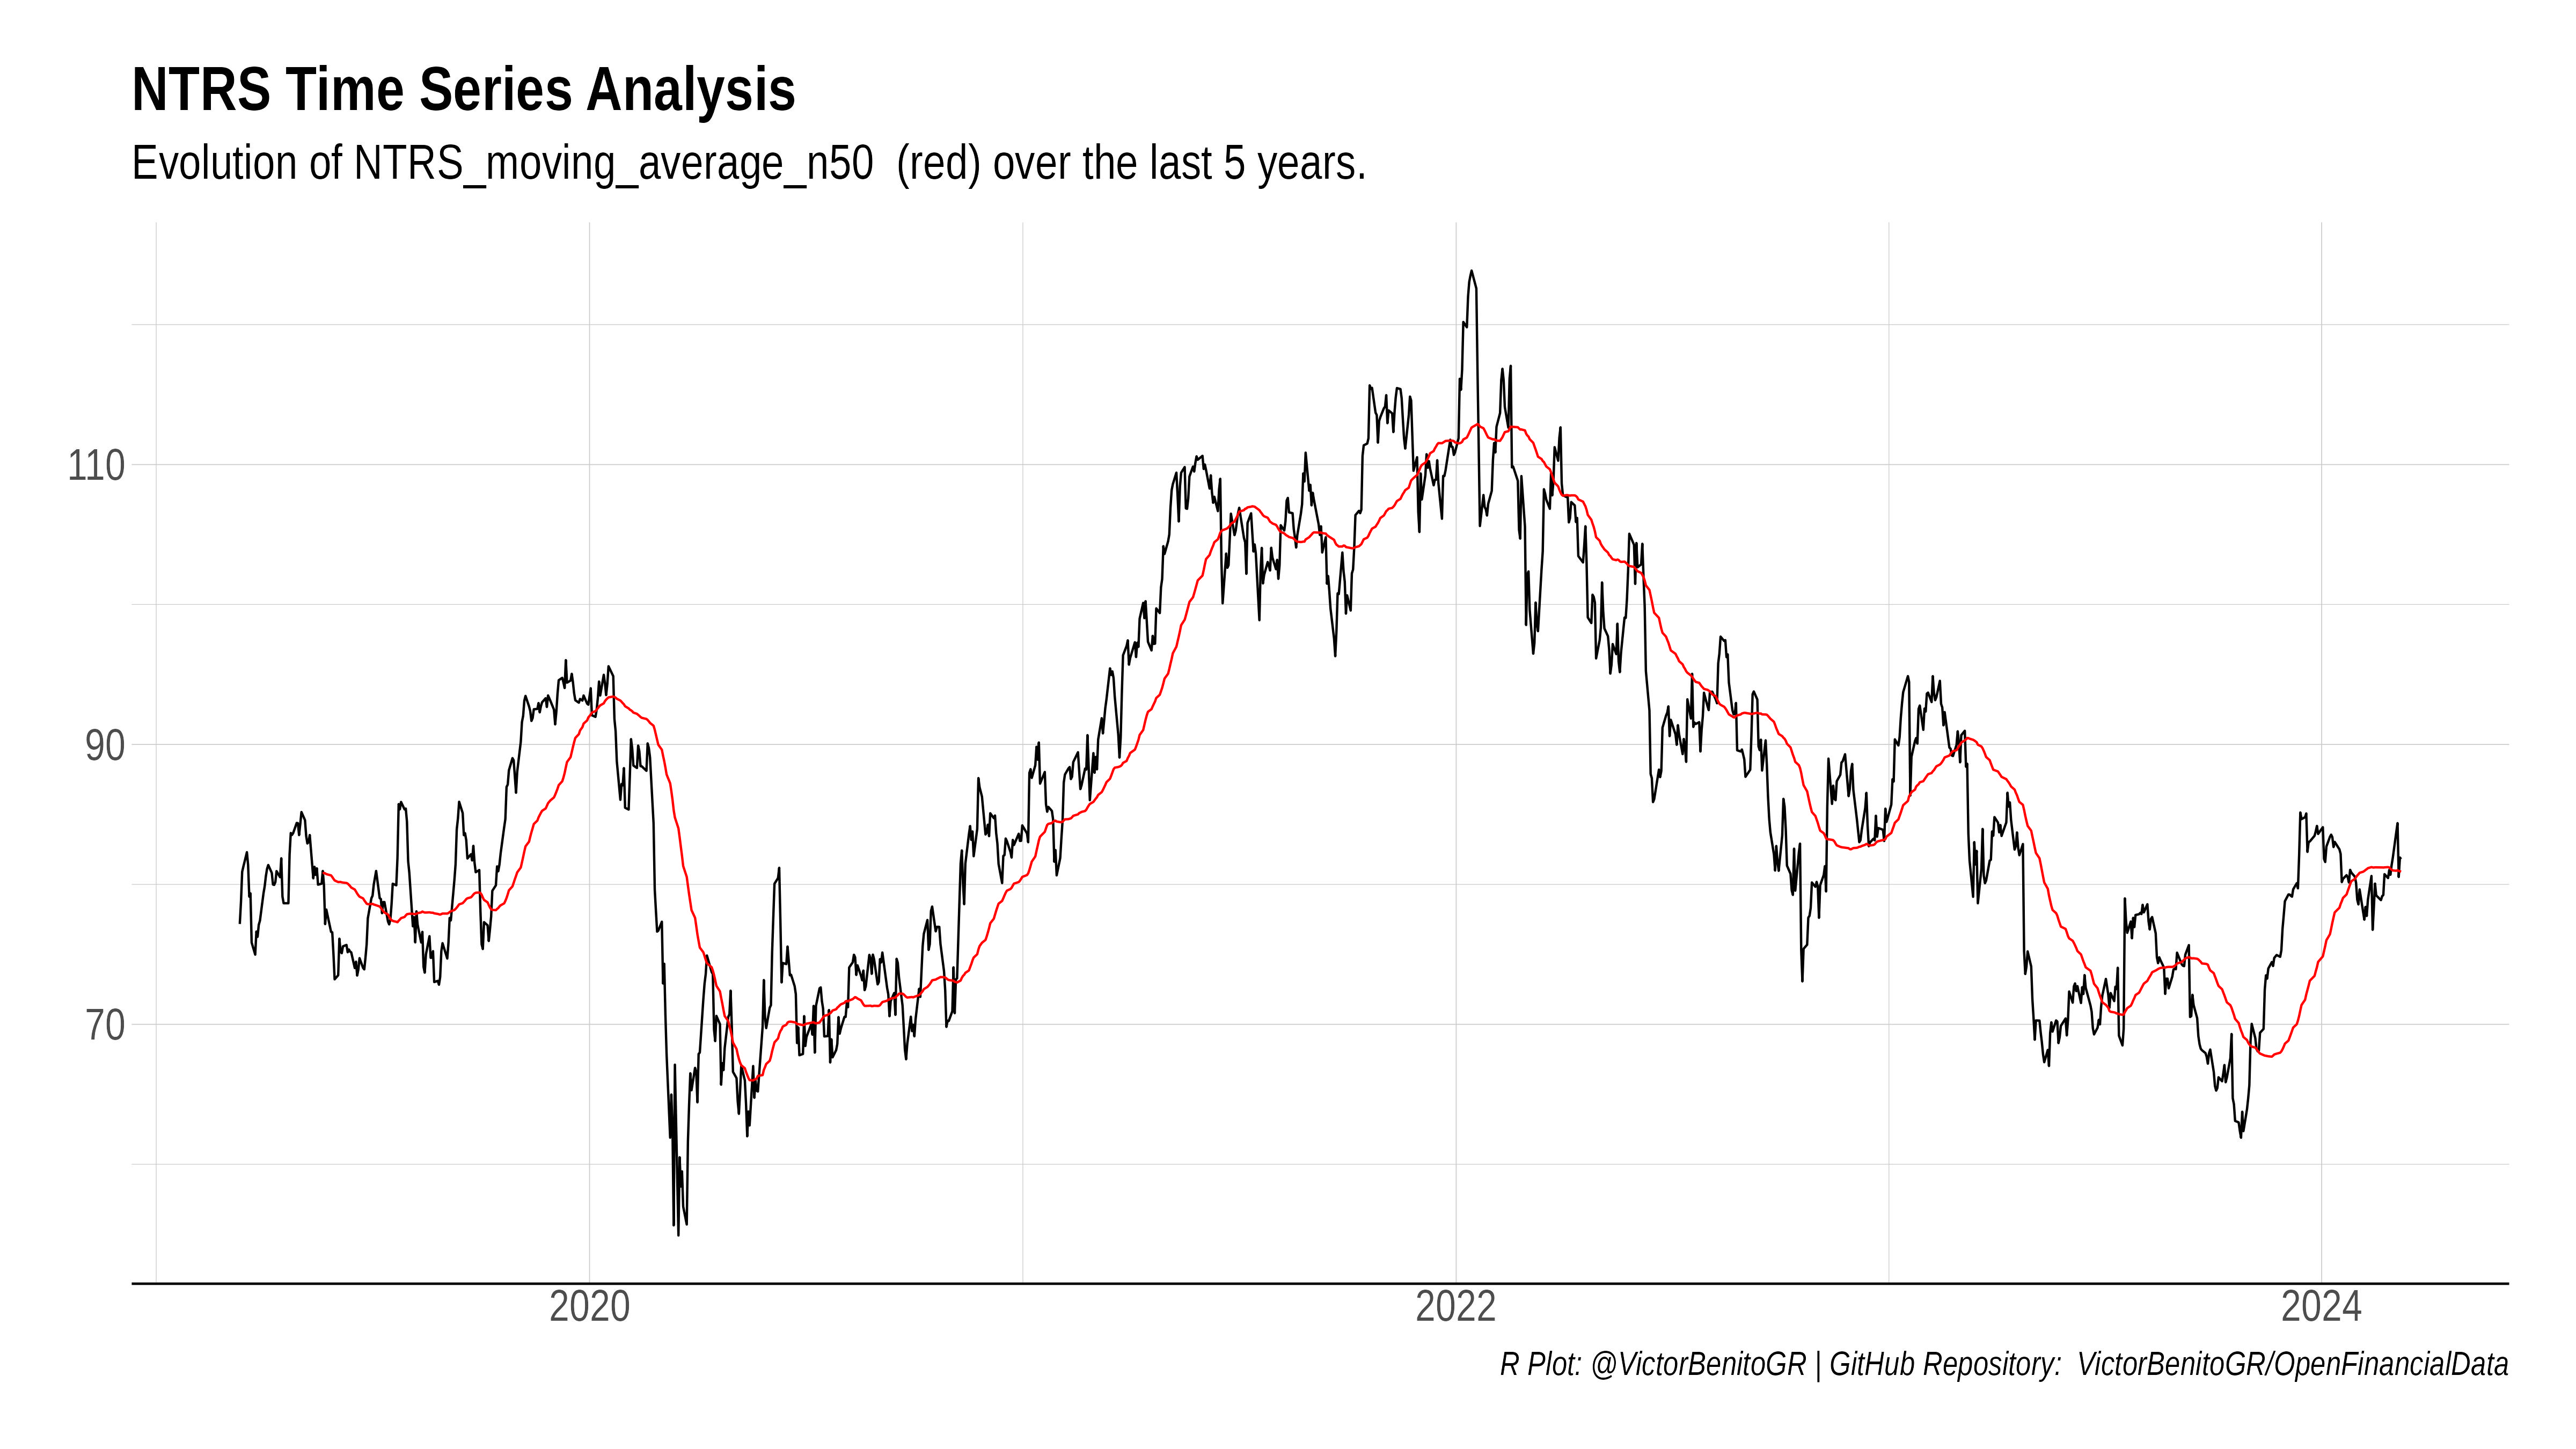 NTRS Time Series Analysis
Evolution of NTRS_moving_average_n50  (red) over the last 5 years.
110
90
70
2020 2022 2024
R Plot: @VictorBenitoGR | GitHub Repository:  VictorBenitoGR/OpenFinancialData